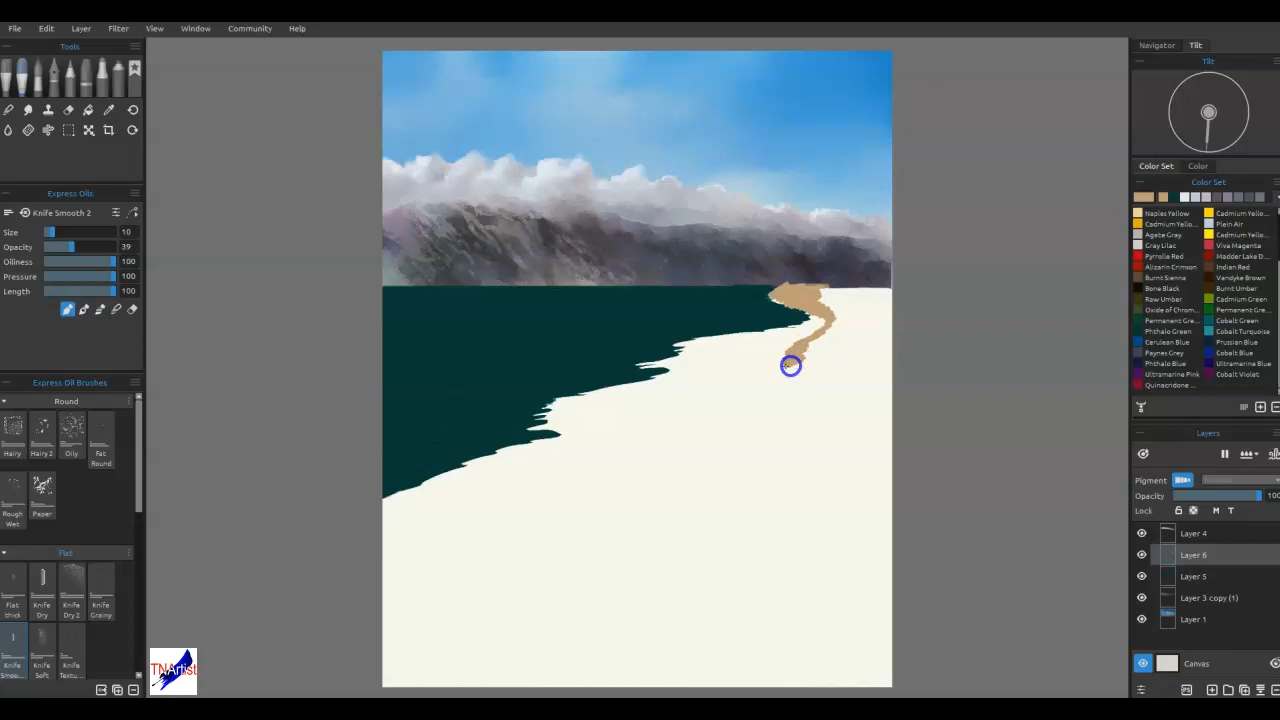 File Edit Layer Filter View Window Community Help
Tools
Navigator Tilt
Tilt
Color Set Color
Color Set
Express Oils
Knife Smooth 2
Size 10
Opacity 39
Oiliness 100
Pressure 100
Length 100
Naples Yellow Cadmium Yello...
Cadmium Yello... Plein Air
Agate Gray Cadmium Yello...
Gray Lilac Viva Magenta
Pyrrolle Red Madder Lake D...
Alizarin Crimson Indian Red
Burnt Sienna Vandyke Brown
Bone Black Burnt Umber
Raw Umber Cadmium Green
Oxide of Chrom... Permanent Gre...
Permanent Gre... Cobalt Green
Phthalo Green Cobalt Turquoise
Cerulean Blue Prussian Blue
Paynes Grey Cobalt Blue
Phthalo Blue Ultramarine Blue
Ultramarine Pink Cobalt Violet
Quinacridone ...
Express Oil Brushes
Round
Hairy Hairy 2 Oily Fat Round
Rough Wet Paper
Flat
Flat thick Knife Dry Knife Dry 2 Knife Grainy
Knife Smoo... Knife Soft Knife Textu...
Layers
Pigment
Opacity 100
Lock M T
Layer 4
Layer 6
Layer 5
Layer 3 copy (1)
Layer 1
Canvas
TNArtist